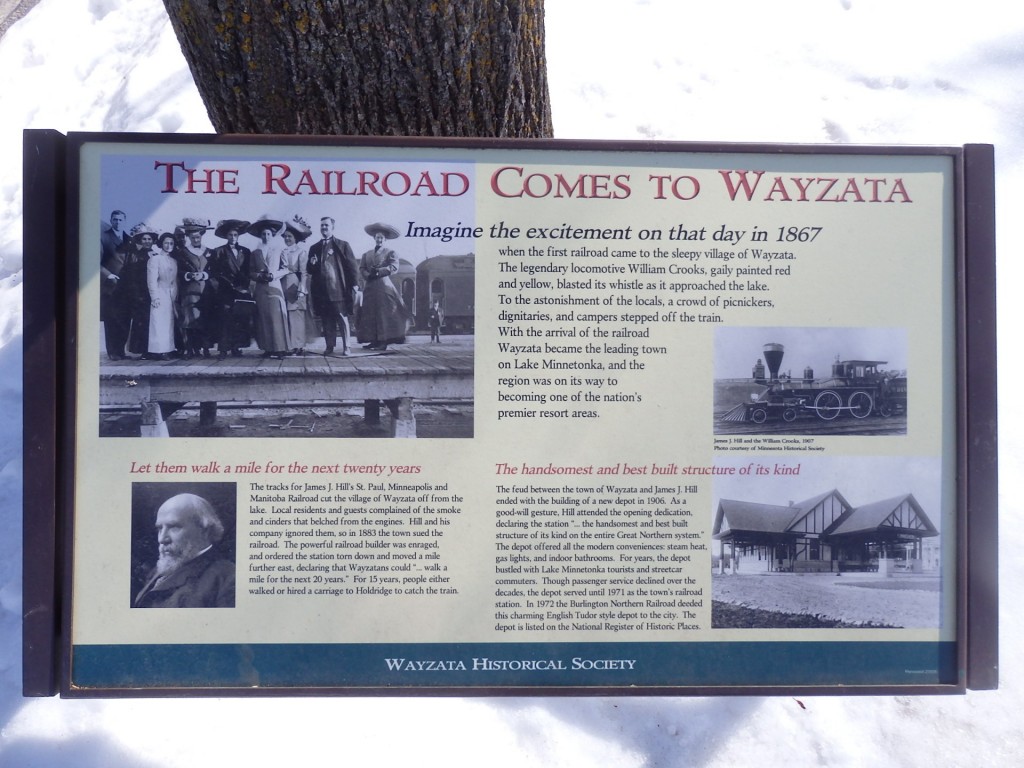 THE RAILROAD COMES TO WAYZATA
Imagine the excitement on that day in 1867
when the first railroad came to the sleepy village of Wayzata.
The legendary locomotive William Crooks, gaily painted red
and yellow, blasted its whistle as it approached the lake.
To the astonishment of the locals, a crowd of picnickers,
dignitaries, and campers stepped off the train.
With the arrival of the railroad
Wayzata became the leading town
on Lake Minnetonka, and the
region was on its way to
becoming one of the nation's
premier resort areas.
James J. Hill and the William Crooks, 1907
Photo courtesy of Minnesota Historical Society
Let them walk a mile for the next twenty years
The tracks for James J. Hill's St. Paul, Minneapolis and
Manitoba Railroad cut the village of Wayzata off from the
lake. Local residents and guests complained of the smoke
and cinders that belched from the engines. Hill and his
company ignored them, so in 1883 the town sued the
railroad. The powerful railroad builder was enraged,
and ordered the station torn down and moved a mile
further east, declaring that Wayzatans could "... walk a
mile for the next 20 years." For 15 years, people either
walked or hired a carriage to Holdridge to catch the train.
The handsomest and best built structure of its kind
The feud between the town of Wayzata and James J. Hill
ended with the building of a new depot in 1906. As a
good-will gesture, Hill attended the opening dedication,
declaring the station "... the handsomest and best built
structure of its kind on the entire Great Northern system."
The depot offered all the modern conveniences: steam heat,
gas lights, and indoor bathrooms. For years, the depot
bustled with Lake Minnetonka tourists and streetcar
commuters. Though passenger service declined over the
decades, the depot served until 1971 as the town's railroad
station. In 1972 the Burlington Northern Railroad deeded
this charming English Tudor style depot to the city. The
depot is listed on the National Register of Historic Places.
WAYZATA HISTORICAL SOCIETY